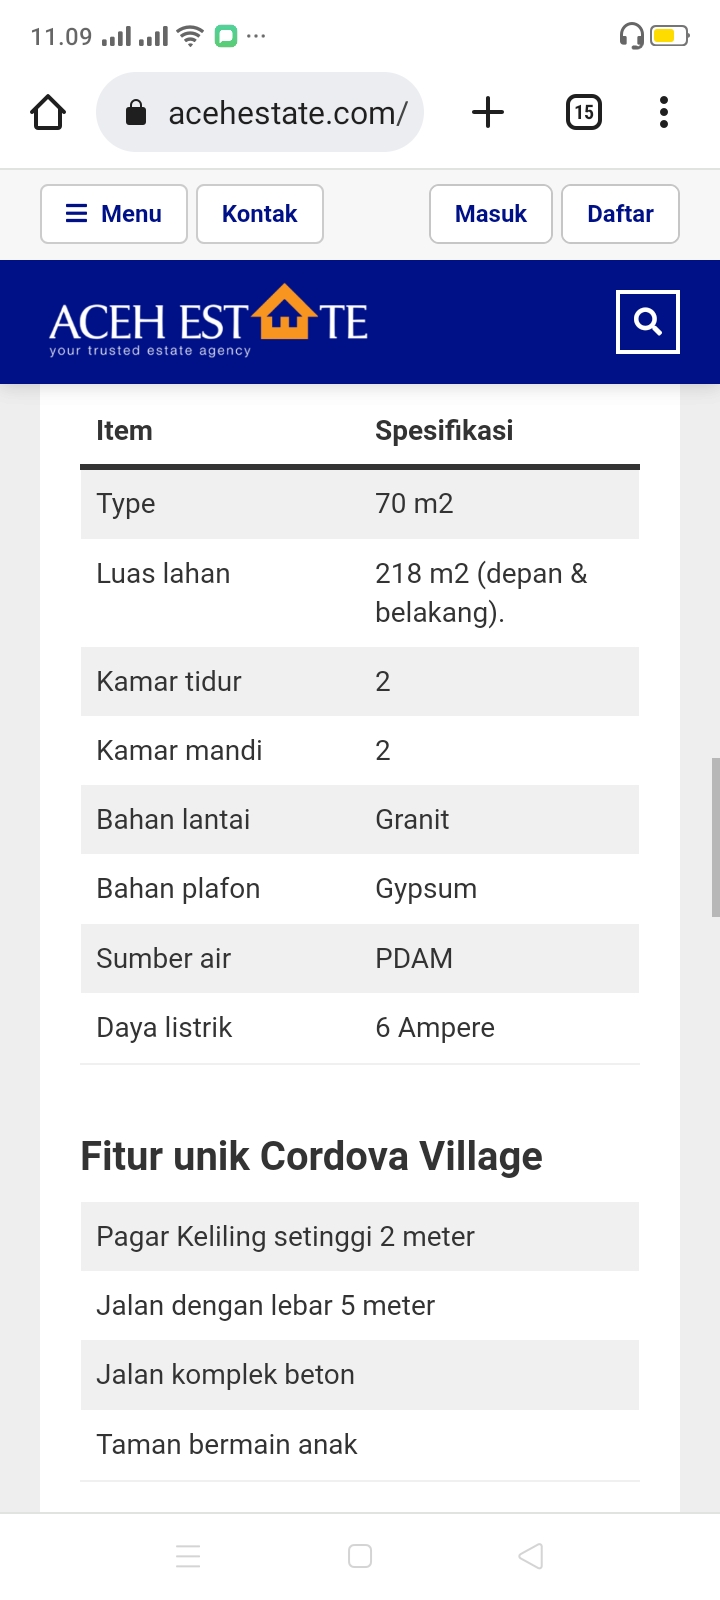 11.09
acehestate.com/
15
Menu
Kontak
Masuk
Daftar
ACEH ESTATE
your trusted estate agency
Item Spesifikasi
Type 70 m2
Luas lahan 218 m2 (depan &
belakang).
Kamar tidur 2
Kamar mandi 2
Bahan lantai Granit
Bahan plafon Gypsum
Sumber air PDAM
Daya listrik 6 Ampere
Fitur unik Cordova Village
Pagar Keliling setinggi 2 meter
Jalan dengan lebar 5 meter
Jalan komplek beton
Taman bermain anak